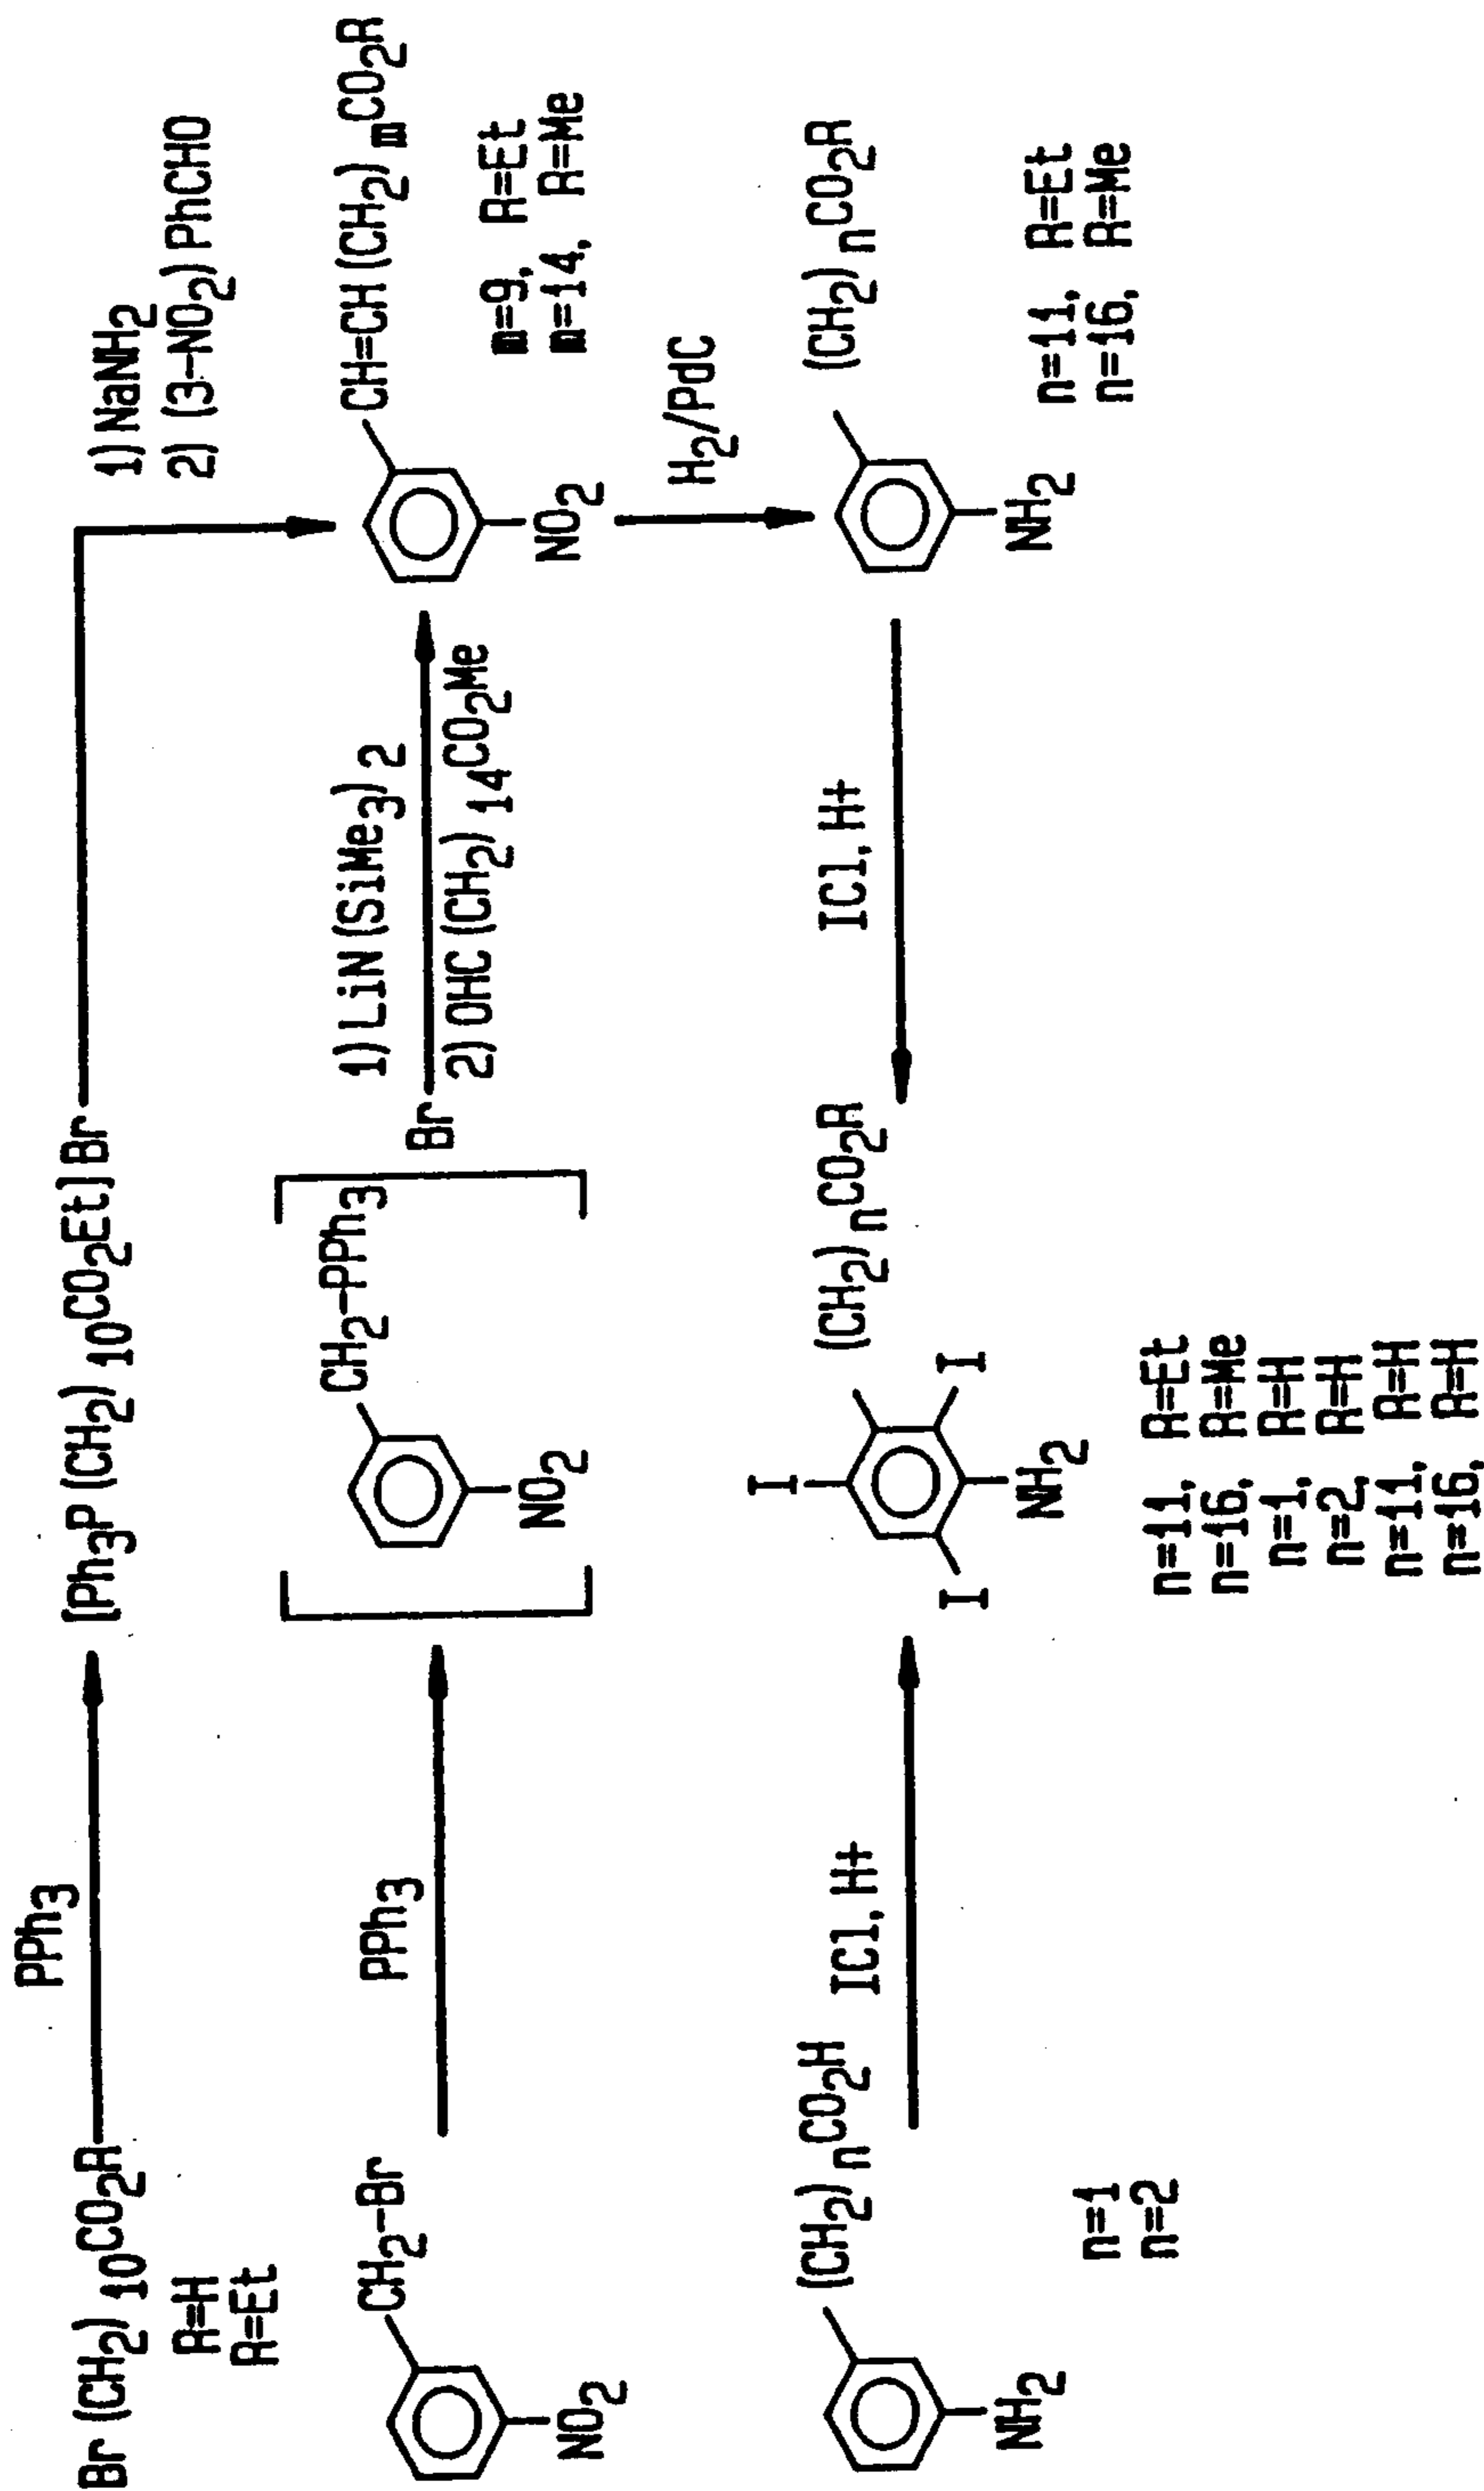 PPh3
Br(CH2)10CO2R
R=H
R=Et
[Ph3P(CH2)10CO2Et]Br
1) NaNH2
2) (3-NO2)PhCHO
CH2-Br
NO2
PPh3
CH2-PPh3
NO2
Br
1) LiN(SiMe3)2
2) OHC(CH2)14CO2Me
CH=CH(CH2)mCO2R
NO2
m=9, R=Et
m=14, R=Me
H2/PdC
(CH2)nCO2H
NH2
n=1
n=2
ICl, H+
(CH2)nCO2R
I
I
I
NH2
n=11, R=Et
n=16, R=Me
n=1, R=H
n=2, R=H
n=11, R=H
n=16, R=H
ICl, H+
(CH2)nCO2R
NH2
n=11, R=Et
n=16, R=Me